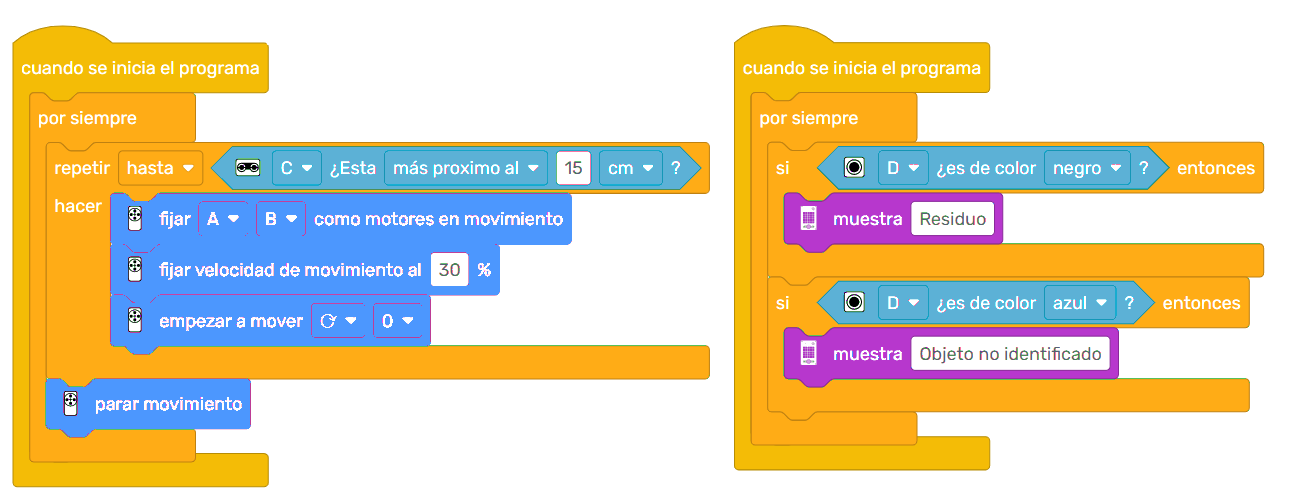 cuando se inicia el programa
por siempre
repetir hasta C ¿Esta más proximo al 15 cm ?
hacer
fijar A B como motores en movimiento
fijar velocidad de movimiento al 30 %
empezar a mover 0
parar movimiento
cuando se inicia el programa
por siempre
si D ¿es de color negro ? entonces
muestra Residuo
si D ¿es de color azul ? entonces
muestra Objeto no identificado